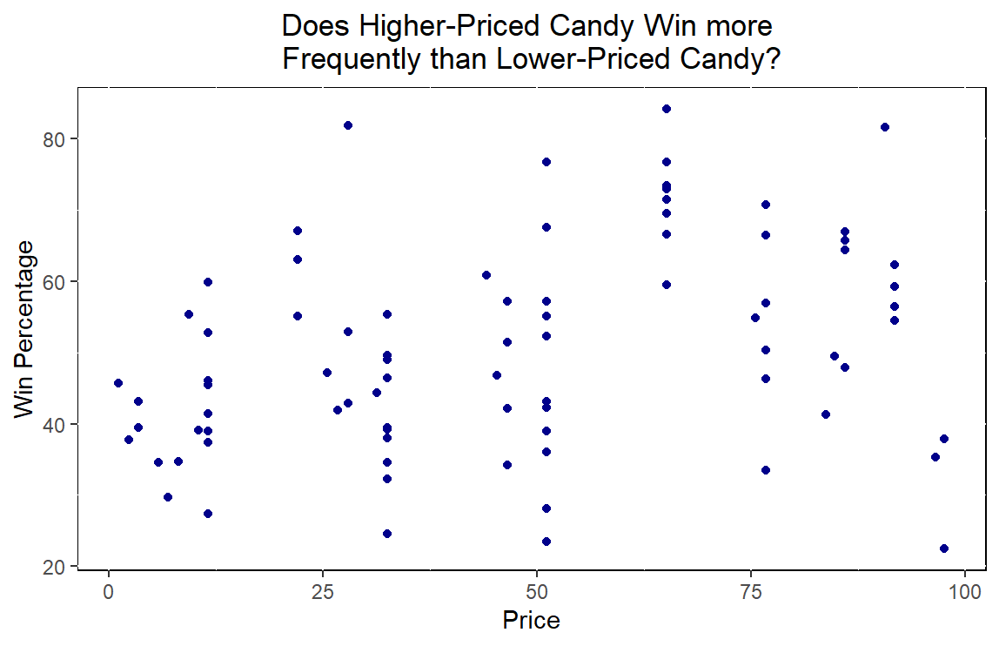 Does Higher-Priced Candy Win more
Frequently than Lower-Priced Candy?
Win Percentage
80
60
40
20
0 25 50 75 100
Price